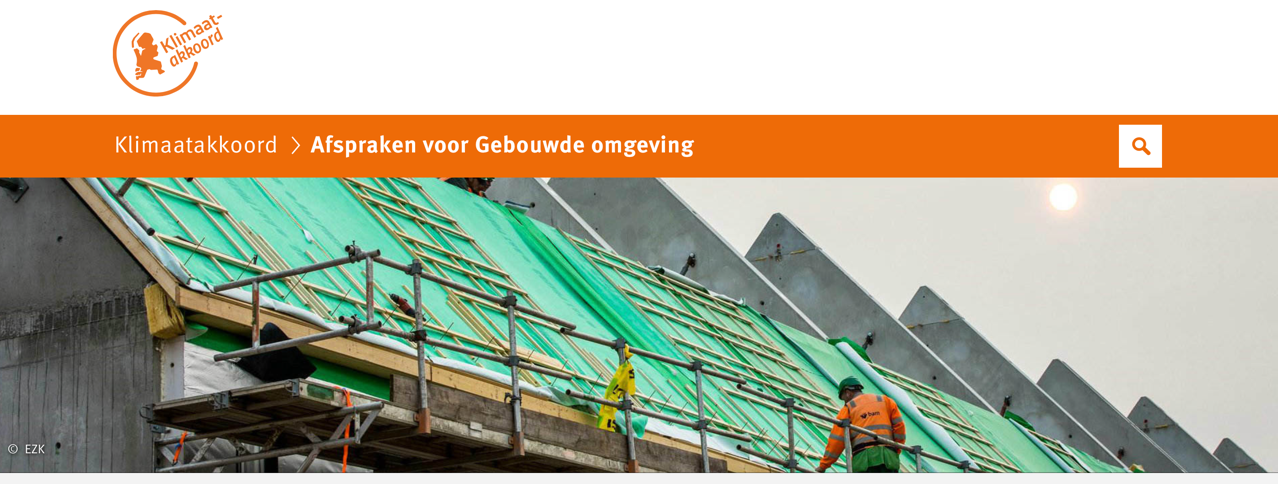 Klimaat-
akkoord
Klimaatakkoord > Afspraken voor Gebouwde omgeving
© EZK